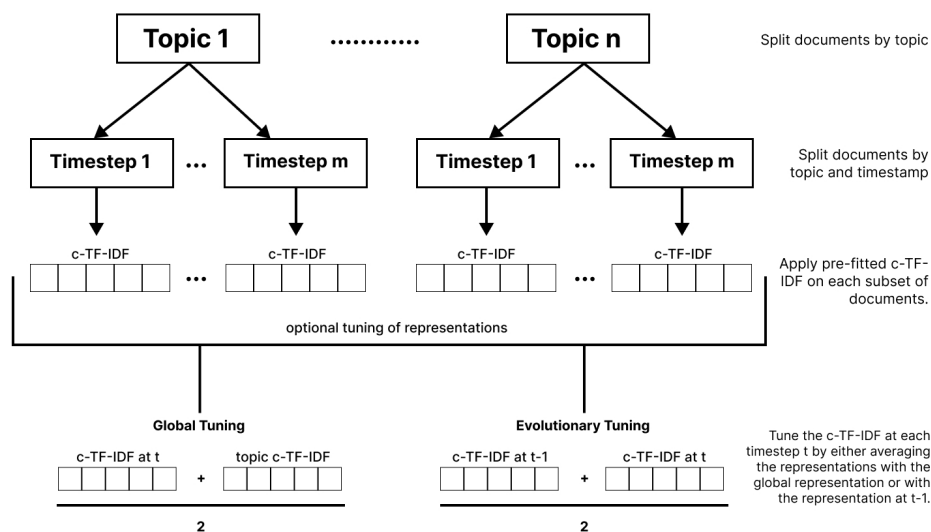 Topic 1 ............ Topic n
Split documents by topic
Timestep 1 ... Timestep m
Timestep 1 ... Timestep m
Split documents by
topic and timestamp
c-TF-IDF ... c-TF-IDF
c-TF-IDF ... c-TF-IDF
Apply pre-fitted c-TF-
IDF on each subset of
documents.
optional tuning of representations
Global Tuning
c-TF-IDF at t + topic c-TF-IDF
2
Evolutionary Tuning
c-TF-IDF at t-1 + c-TF-IDF at t
2
Tune the c-TF-IDF at each
timestep t by either averaging
the representations with the
global representation or with
the representation at t-1.